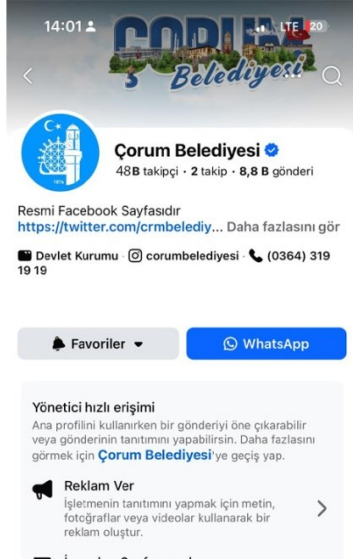 14:01
LTE 20
ÇORUM
Belediyesi
1876
Çorum Belediyesi
48B takipçi · 2 takip · 8,8 B gönderi
Resmi Facebook Sayfasıdır
https://twitter.com/crmbelediy... Daha fazlasını gör
Devlet Kurumu · corumbelediyesi · (0364) 319
19 19
Favoriler
WhatsApp
Yönetici hızlı erişimi
Ana profilini kullanırken bir gönderiyi öne çıkarabilir
veya gönderinin tanıtımını yapabilirsin. Daha fazlasını
görmek için Çorum Belediyesi'ye geçiş yap.
Reklam Ver
İşletmenin tanıtımını yapmak için metin,
fotoğraflar veya videolar kullanarak bir
reklam oluştur.